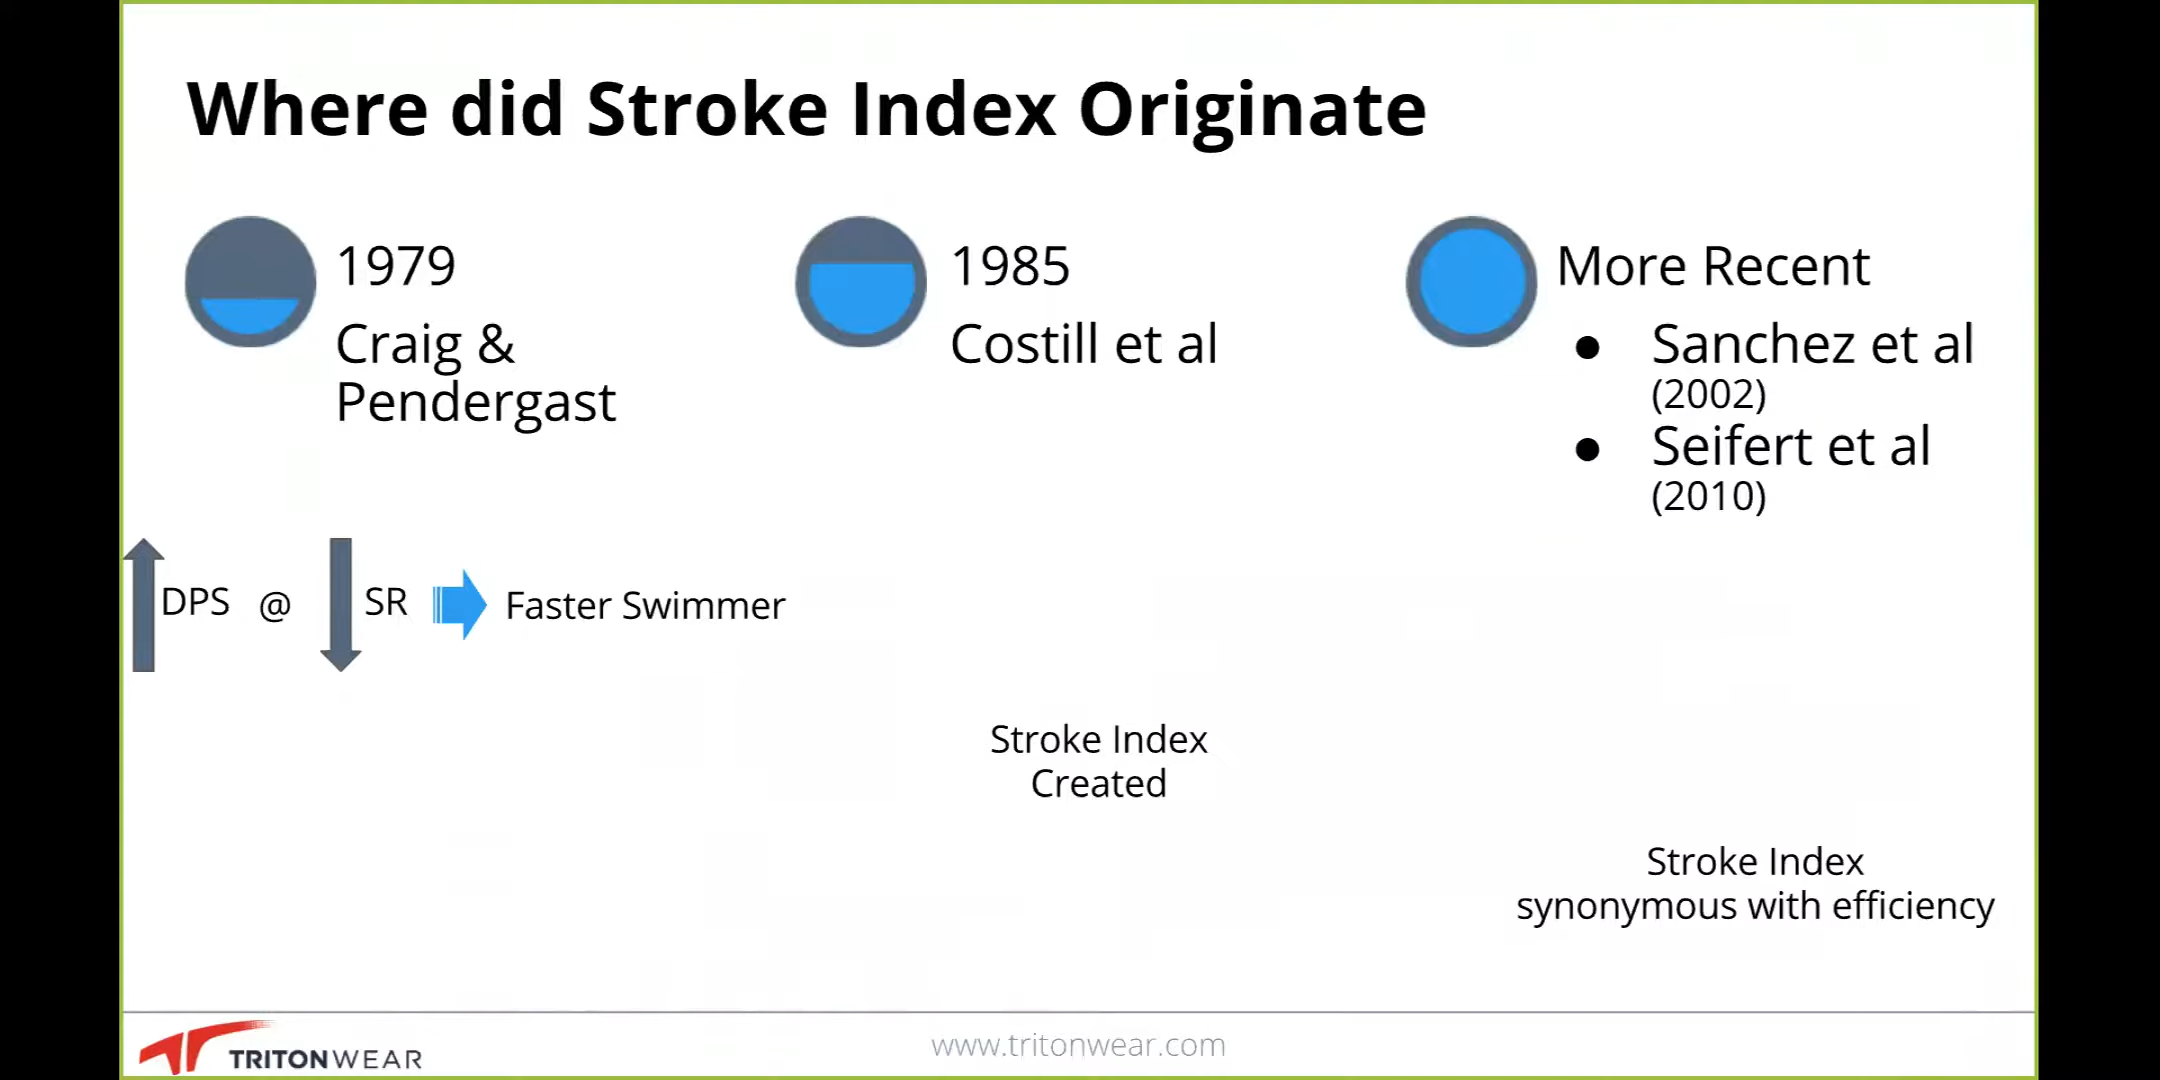 Where did Stroke Index Originate
1979
Craig &
Pendergast
1985
Costill et al
More Recent
● Sanchez et al
(2002)
● Seifert et al
(2010)
DPS @ SR Faster Swimmer
Stroke Index
Created
Stroke Index
synonymous with efficiency
TRITONWEAR
www.tritonwear.com